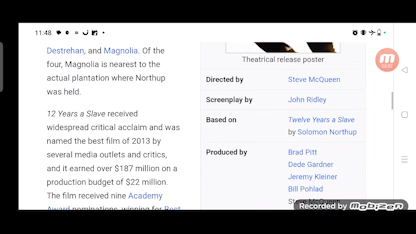 11:48
Destrehan, and Magnolia. Of the
four, Magnolia is nearest to the
actual plantation where Northup
was held.
12 Years a Slave received
widespread critical acclaim and was
named the best film of 2013 by
several media outlets and critics,
and it earned over $187 million on a
production budget of $22 million.
The film received nine Academy
Award nominations, winning for Best
Theatrical release poster
Directed by Steve McQueen
Screenplay by John Ridley
Based on Twelve Years a Slave
by Solomon Northup
Produced by Brad Pitt
Dede Gardner
Jeremy Kleiner
Bill Pohlad
Steve McQueen
Recorded by Mobizen